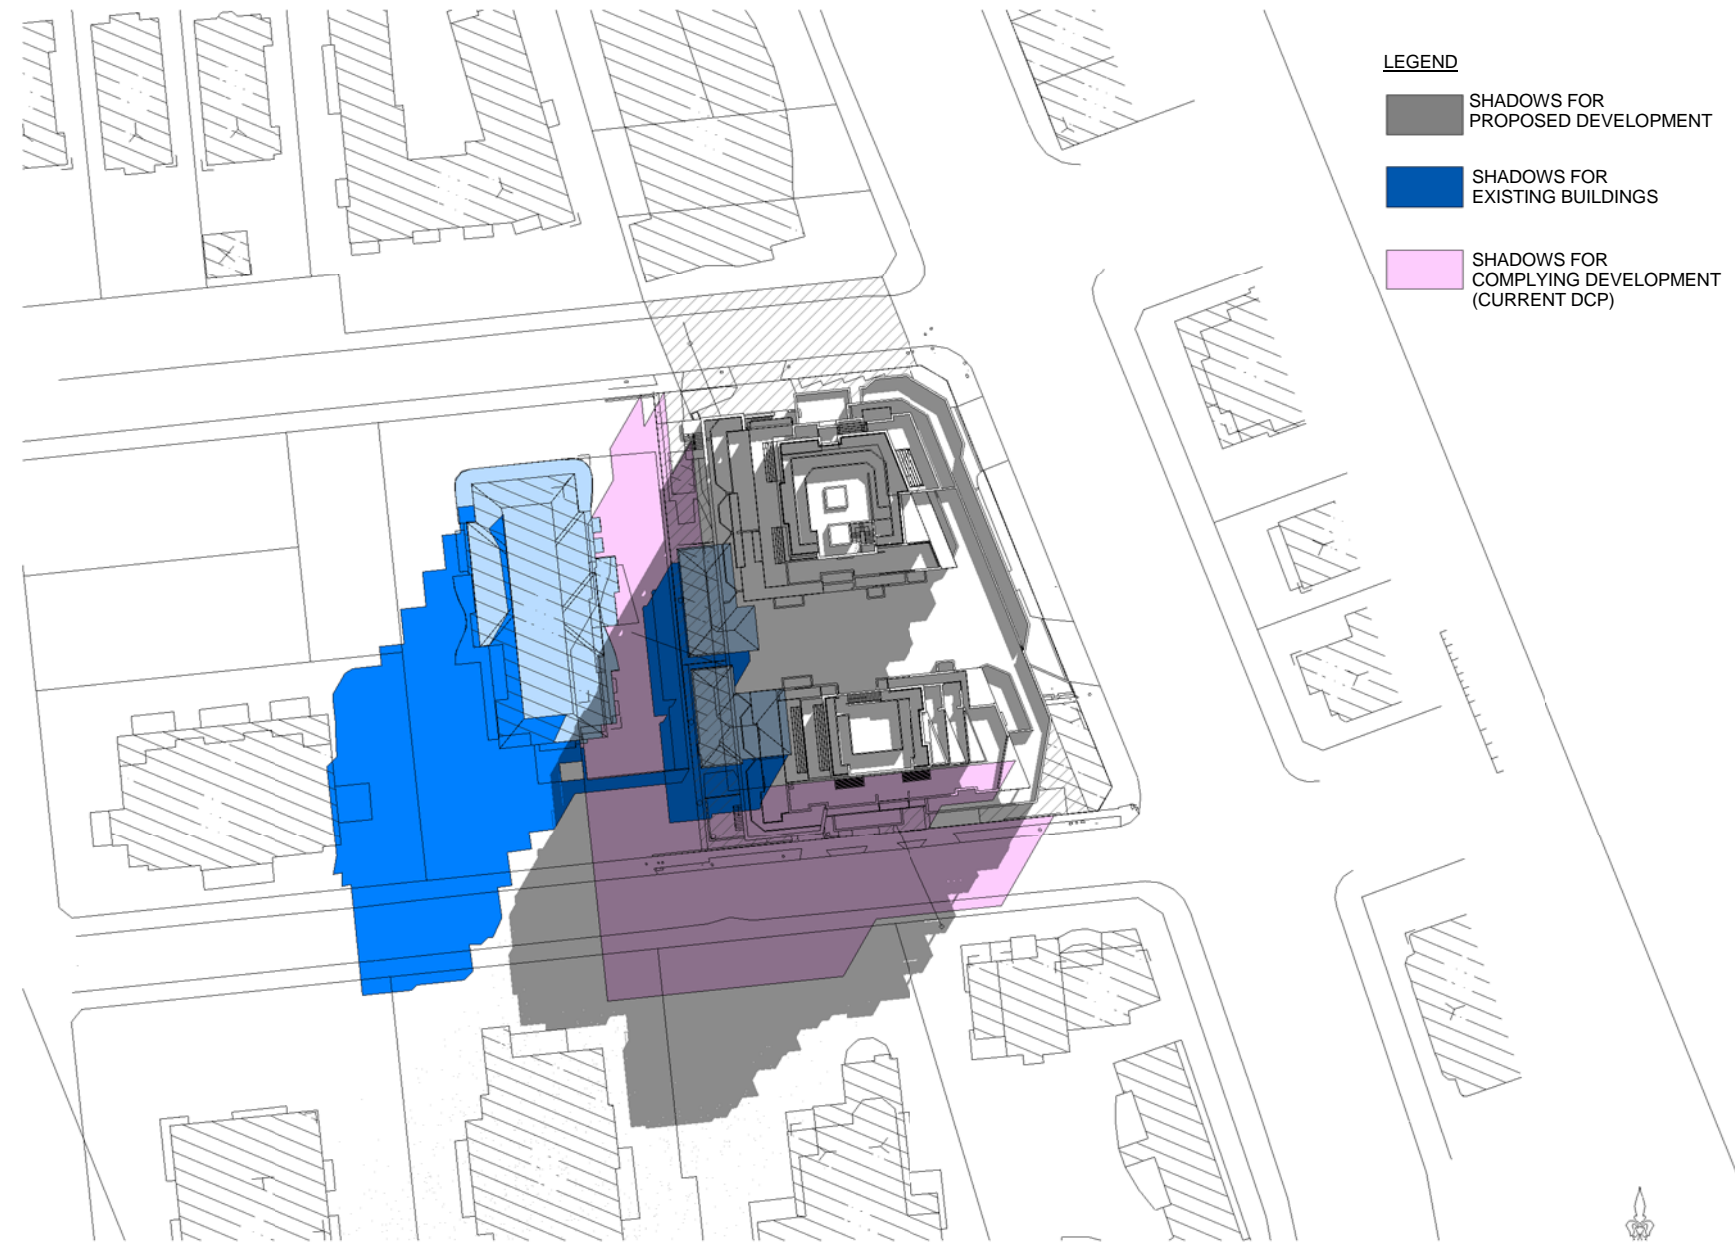 LEGEND
SHADOWS FOR
PROPOSED DEVELOPMENT
SHADOWS FOR
EXISTING BUILDINGS
SHADOWS FOR
COMPLYING DEVELOPMENT
(CURRENT DCP)